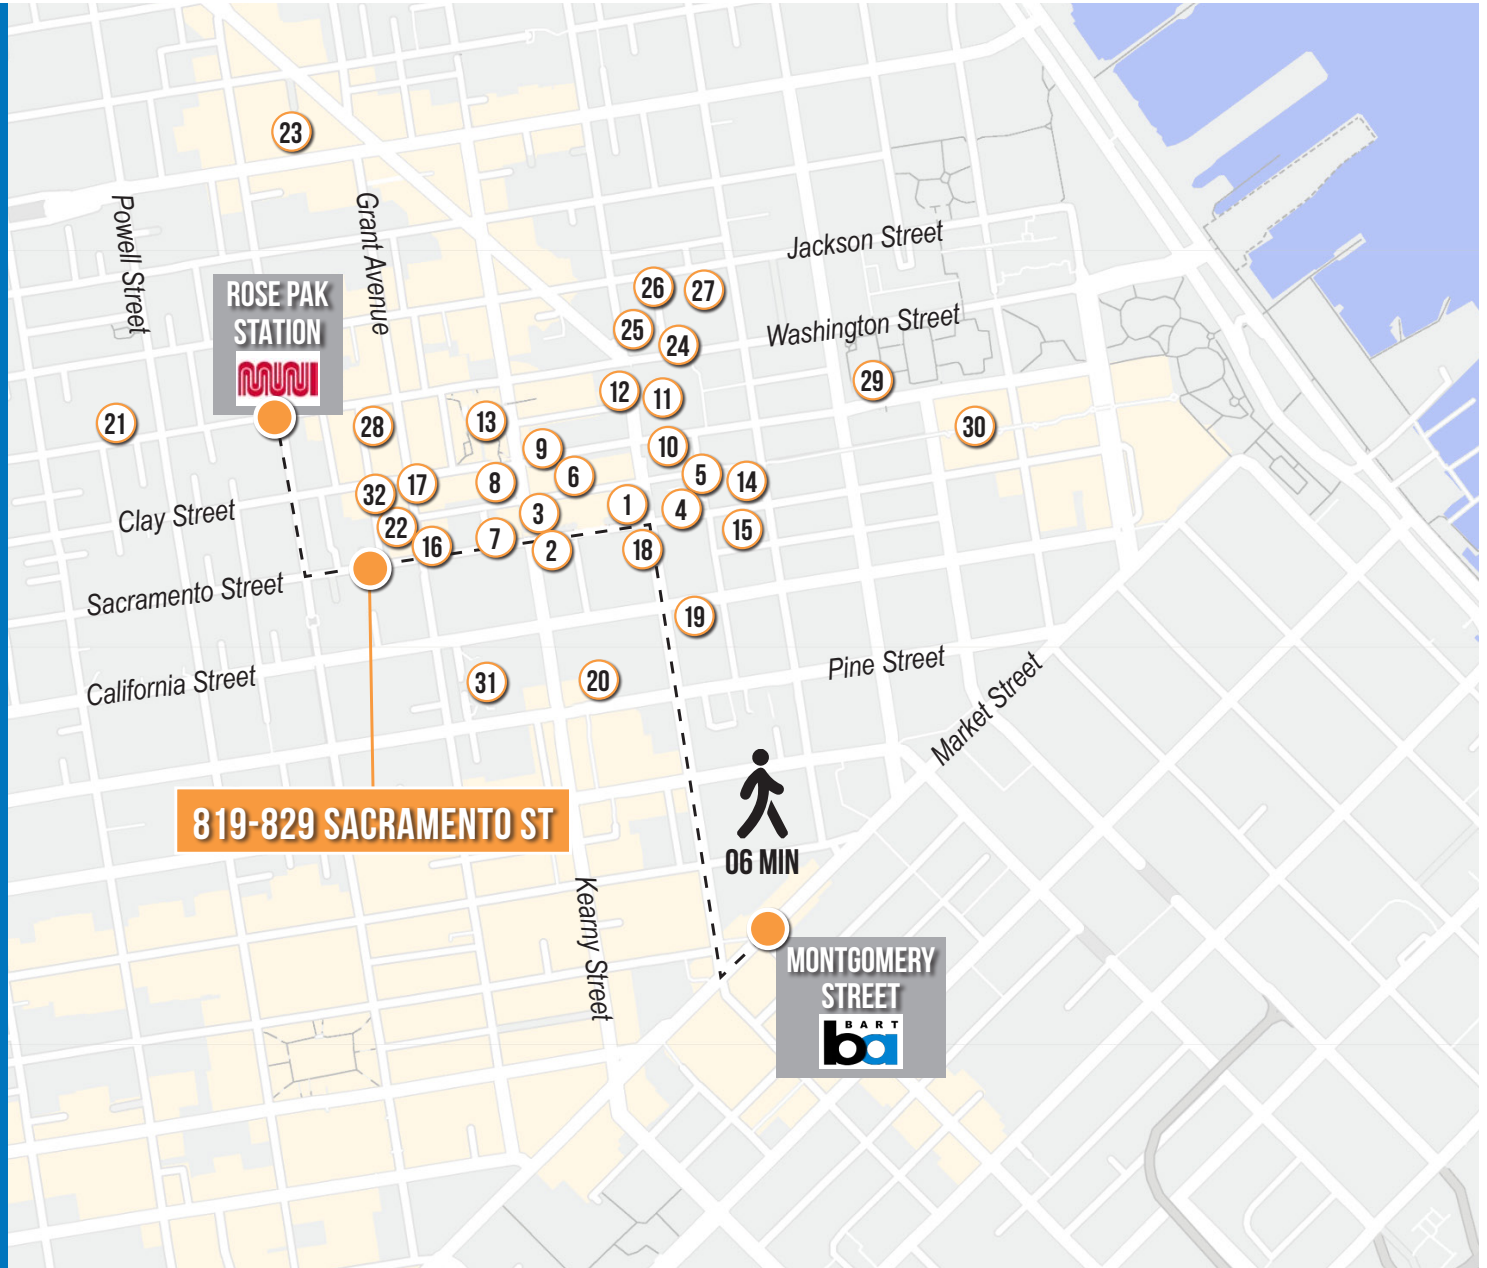 23
Powell Street
Grant Avenue
Jackson Street
ROSE PAK
STATION
MUNI
26
27
25
24
Washington Street
29
12
11
21
28
13
30
9
10
6
5
14
8
17
32
1
4
3
Clay Street
22
15
7
16
2
18
Sacramento Street
19
Pine Street
California Street
31
20
Market Street
819-829 SACRAMENTO ST
06 MIN
Kearny Street
MONTGOMERY
STREET
BART
ba